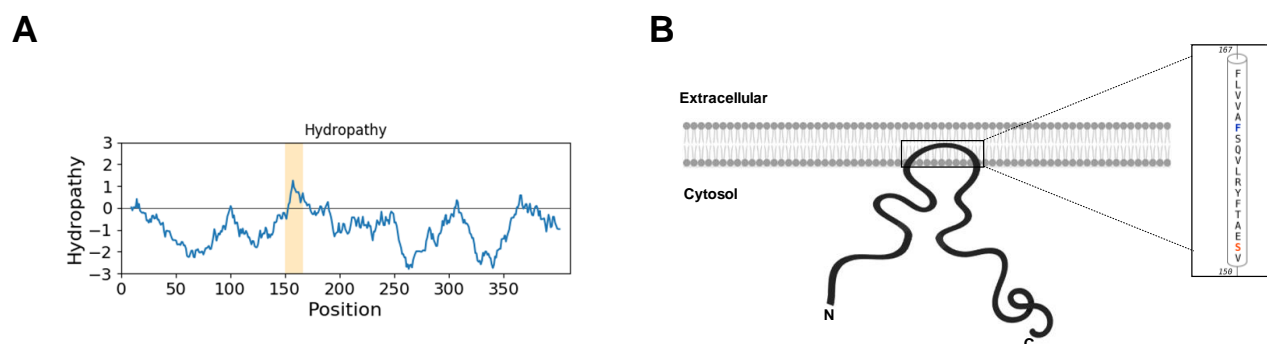 A
B
Hydropathy
Hydropathy
3
2
1
0
−1
−2
−3
0
50
100
150
200
250
300
350
Position
Extracellular
Cytosol
N
C
167
F
L
V
V
A
F
S
Q
V
L
R
Y
F
T
A
E
S
V
150